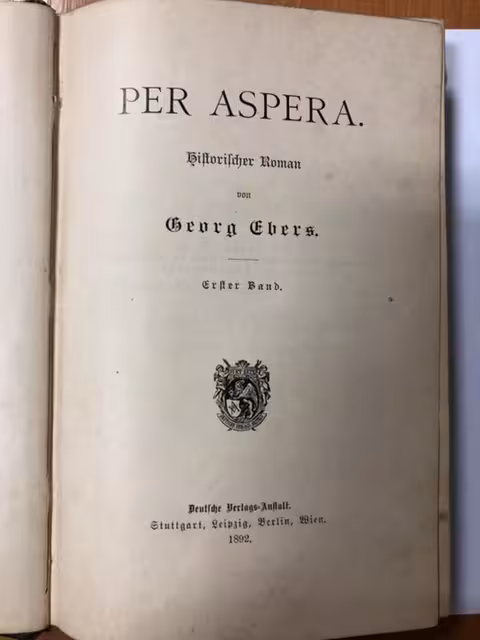 PER ASPERA.
Historischer Roman
von
Georg Ebers.
Erster Band.
Deutsche Verlags-Anstalt.
Stuttgart, Leipzig, Berlin, Wien.
1892.